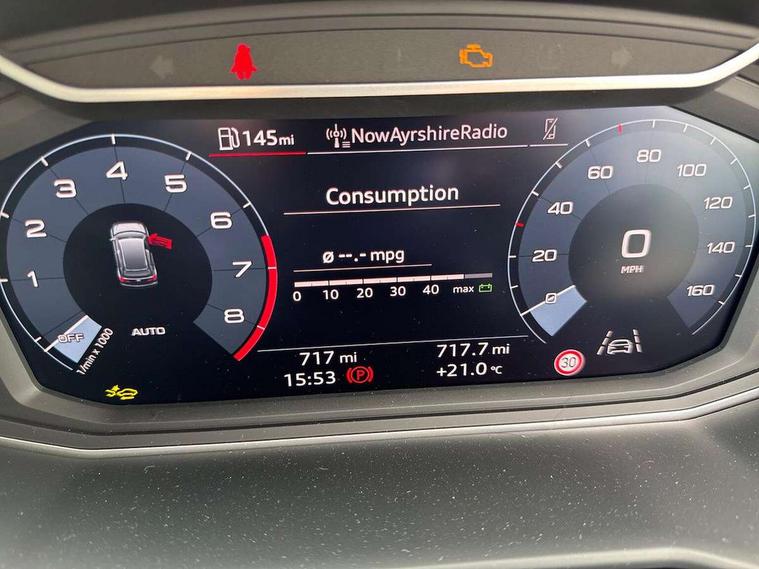 145mi
NowAyrshireRadio
Consumption
ø --.- mpg
0 10 20 30 40 max
717 mi
717.7 mi
15:53
(P)
+21.0 °C
30
OFF
1
2
3
4
5
6
7
8
1/min x 1000
AUTO
0
20
40
60
80
100
120
140
160
0
MPH